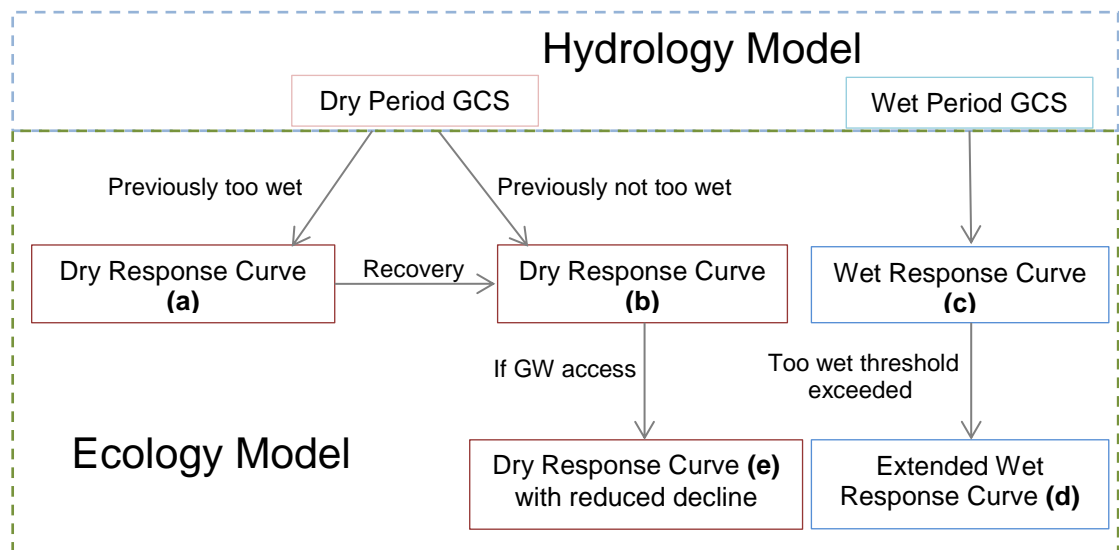 Hydrology Model
Dry Period GCS
Wet Period GCS
Previously too wet
Previously not too wet
Dry Response Curve
(a)
Recovery
Dry Response Curve
(b)
Wet Response Curve
(c)
If GW access
Too wet threshold
exceeded
Ecology Model
Dry Response Curve (e)
with reduced decline
Extended Wet
Response Curve (d)